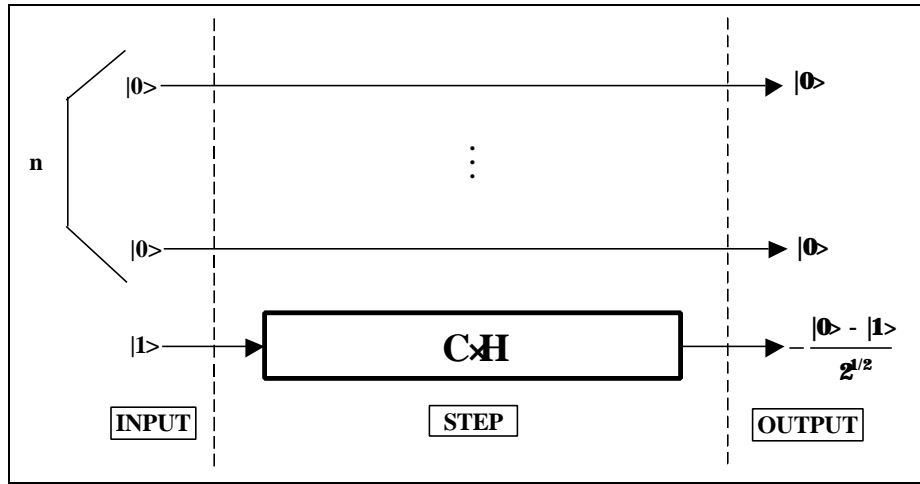 |0> |0>
n ⋮
|0> |0>
|1> C×H − |0> - |1> / 2^1/2
INPUT STEP OUTPUT